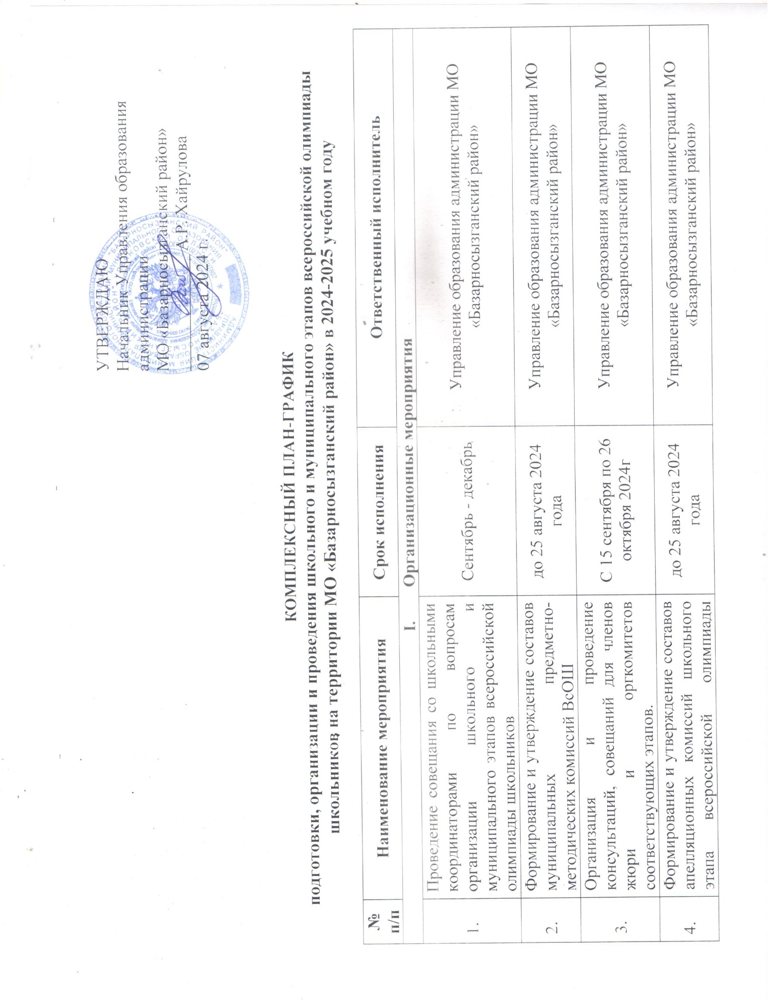 УТВЕРЖДАЮ
Начальник Управления образования
администрации
МО «Базарносызганский район»
А.Р. Хайрулова
07 августа 2024 г.
КОМПЛЕКСНЫЙ ПЛАН-ГРАФИК
подготовки, организации и проведения школьного и муниципального этапов всероссийской олимпиады
школьников на территории МО «Базарносызганский район» в 2024-2025 учебном году
№
п/п
Наименование мероприятия
Срок исполнения
Ответственный исполнитель
I. Организационные мероприятия
1.
Проведение совещания со школьными
координаторами по вопросам
организации школьного и
муниципального этапов всероссийской
олимпиады школьников
Сентябрь - декабрь
Управление образования администрации МО
«Базарносызганский район»
2.
Формирование и утверждение составов
муниципальных предметно-
методических комиссий ВсОШ
до 25 августа 2024
года
Управление образования администрации МО
«Базарносызганский район»
3.
Организация и проведение
консультаций, совещаний для членов
жюри и оргкомитетов
соответствующих этапов.
С 15 сентября по 26
октября 2024г
Управление образования администрации МО
«Базарносызганский район»
4.
Формирование и утверждение составов
апелляционных комиссий школьного
этапа всероссийской олимпиады
до 25 августа 2024
года
Управление образования администрации МО
«Базарносызганский район»